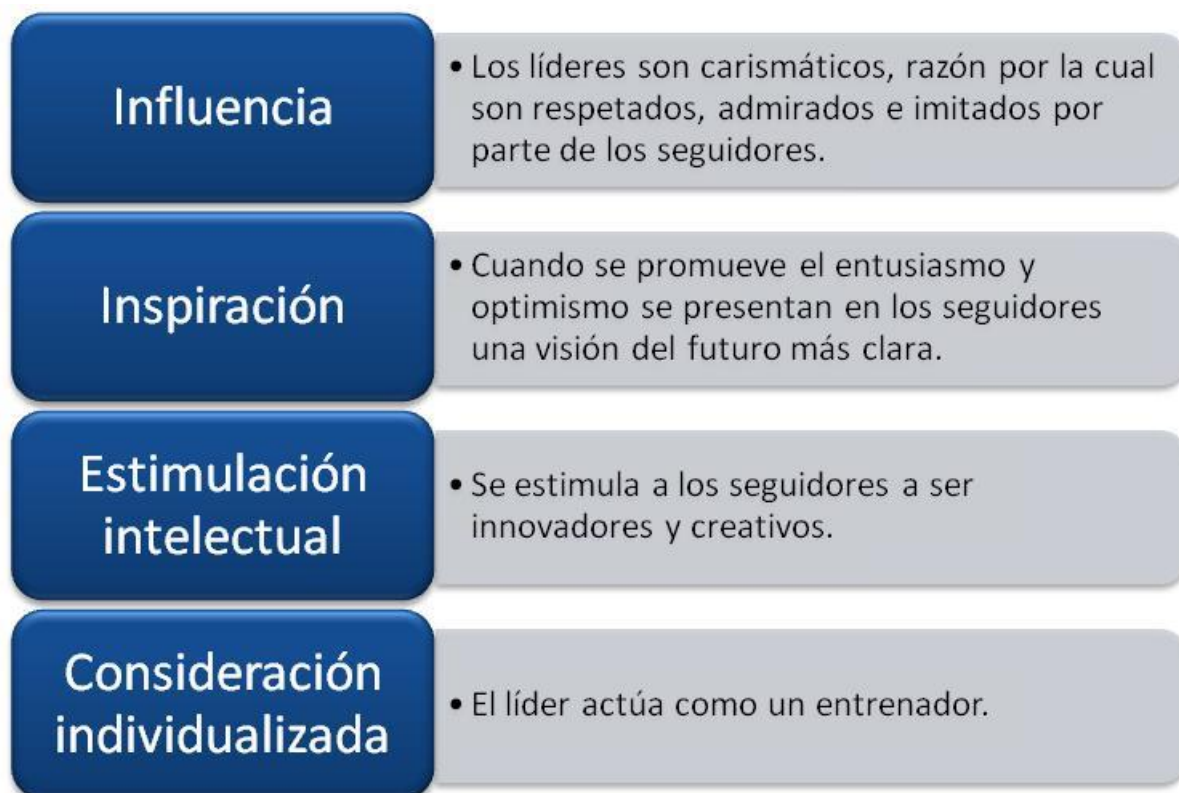 Influencia
• Los líderes son carismáticos, razón por la cual
son respetados, admirados e imitados por
parte de los seguidores.
Inspiración
• Cuando se promueve el entusiasmo y
optimismo se presentan en los seguidores
una visión del futuro más clara.
Estimulación
intelectual
• Se estimula a los seguidores a ser
innovadores y creativos.
Consideración
individualizada
• El líder actúa como un entrenador.